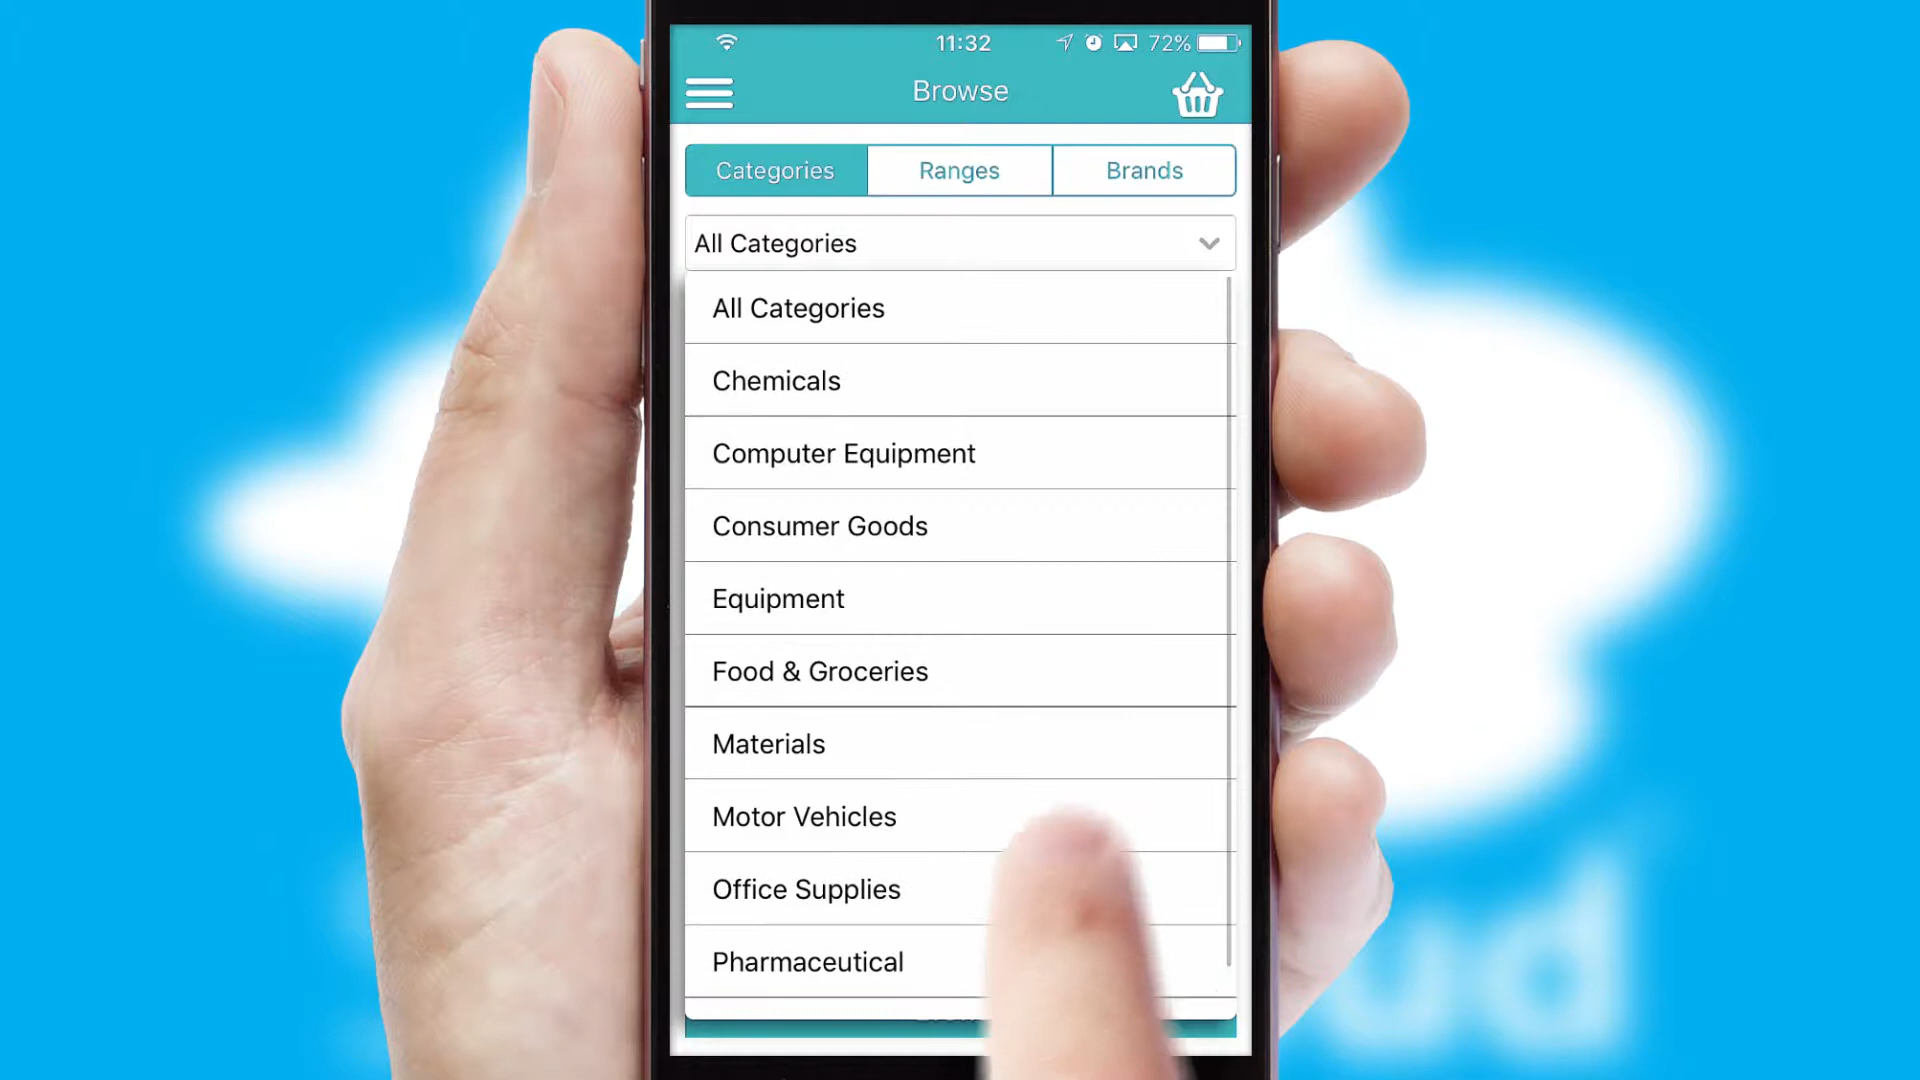 11:32
72%
Browse
Categories
Ranges
Brands
All Categories
All Categories
Chemicals
Computer Equipment
Consumer Goods
Equipment
Food & Groceries
Materials
Motor Vehicles
Office Supplies
Pharmaceutical